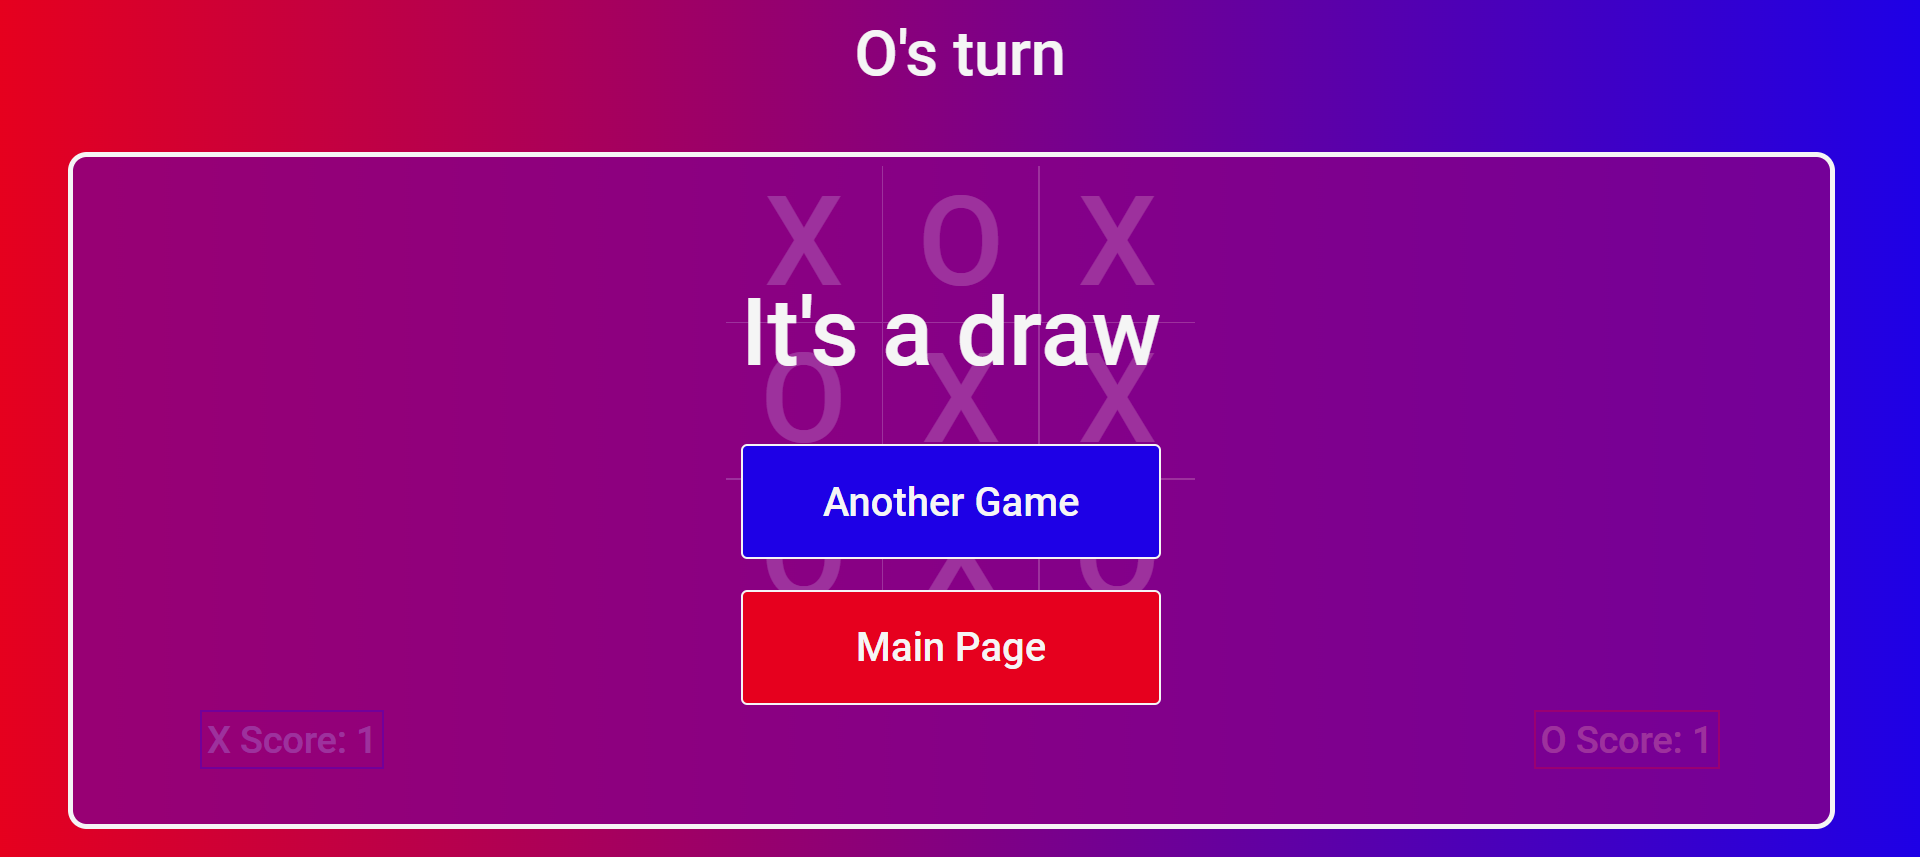 O's turn
X O X
It's a draw
O X X
Another Game
O X O
Main Page
X Score: 1
O Score: 1